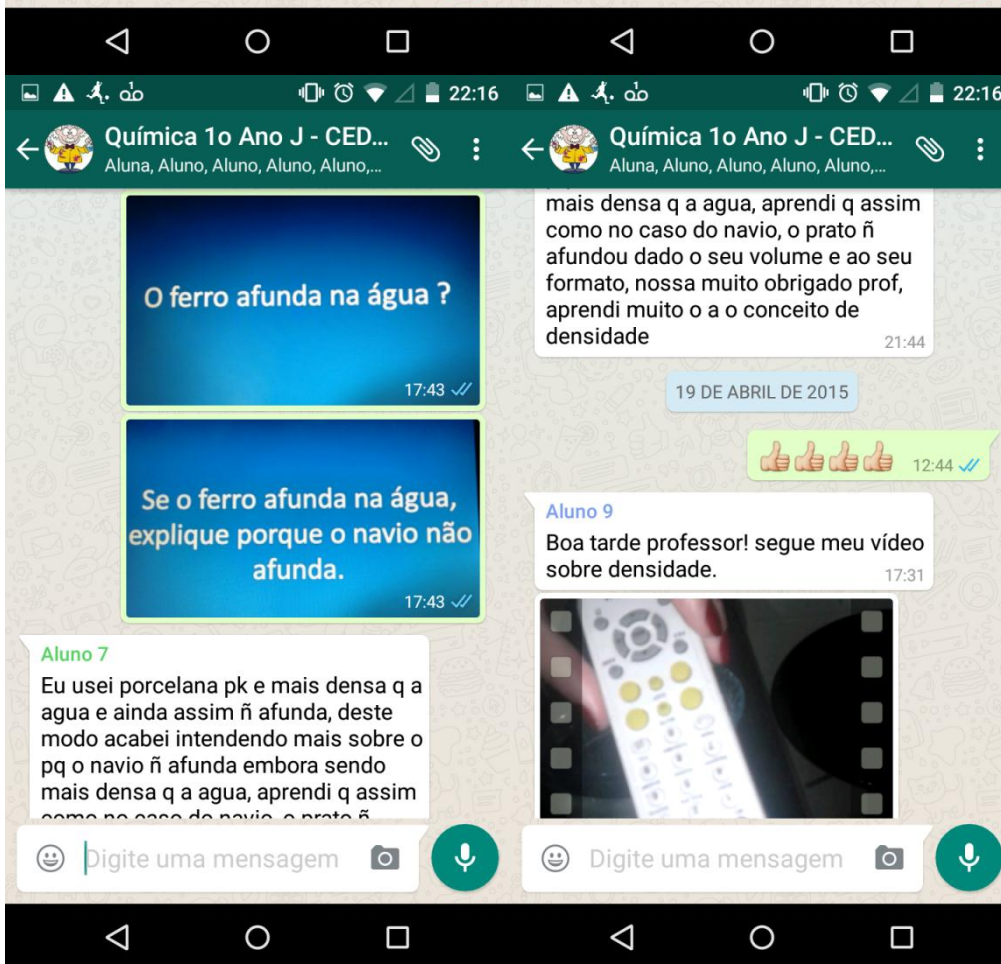 22:16
Química 1o Ano J - CED...
Aluna, Aluno, Aluno, Aluno, Aluno,...
O ferro afunda na água ?
17:43
Se o ferro afunda na água,
explique porque o navio não
afunda.
17:43
Aluno 7
Eu usei porcelana pk e mais densa q a
agua e ainda assim ñ afunda, deste
modo acabei intendendo mais sobre o
pq o navio ñ afunda embora sendo
mais densa q a agua, aprendi q assim
como no caso do navio, o prato ñ
Digite uma mensagem
22:16
Química 1o Ano J - CED...
Aluna, Aluno, Aluno, Aluno, Aluno,...
mais densa q a agua, aprendi q assim
como no caso do navio, o prato ñ
afundou dado o seu volume e ao seu
formato, nossa muito obrigado prof,
aprendi muito o a o conceito de
densidade
21:44
19 DE ABRIL DE 2015
12:44
Aluno 9
Boa tarde professor! segue meu vídeo
sobre densidade.
17:31
Digite uma mensagem